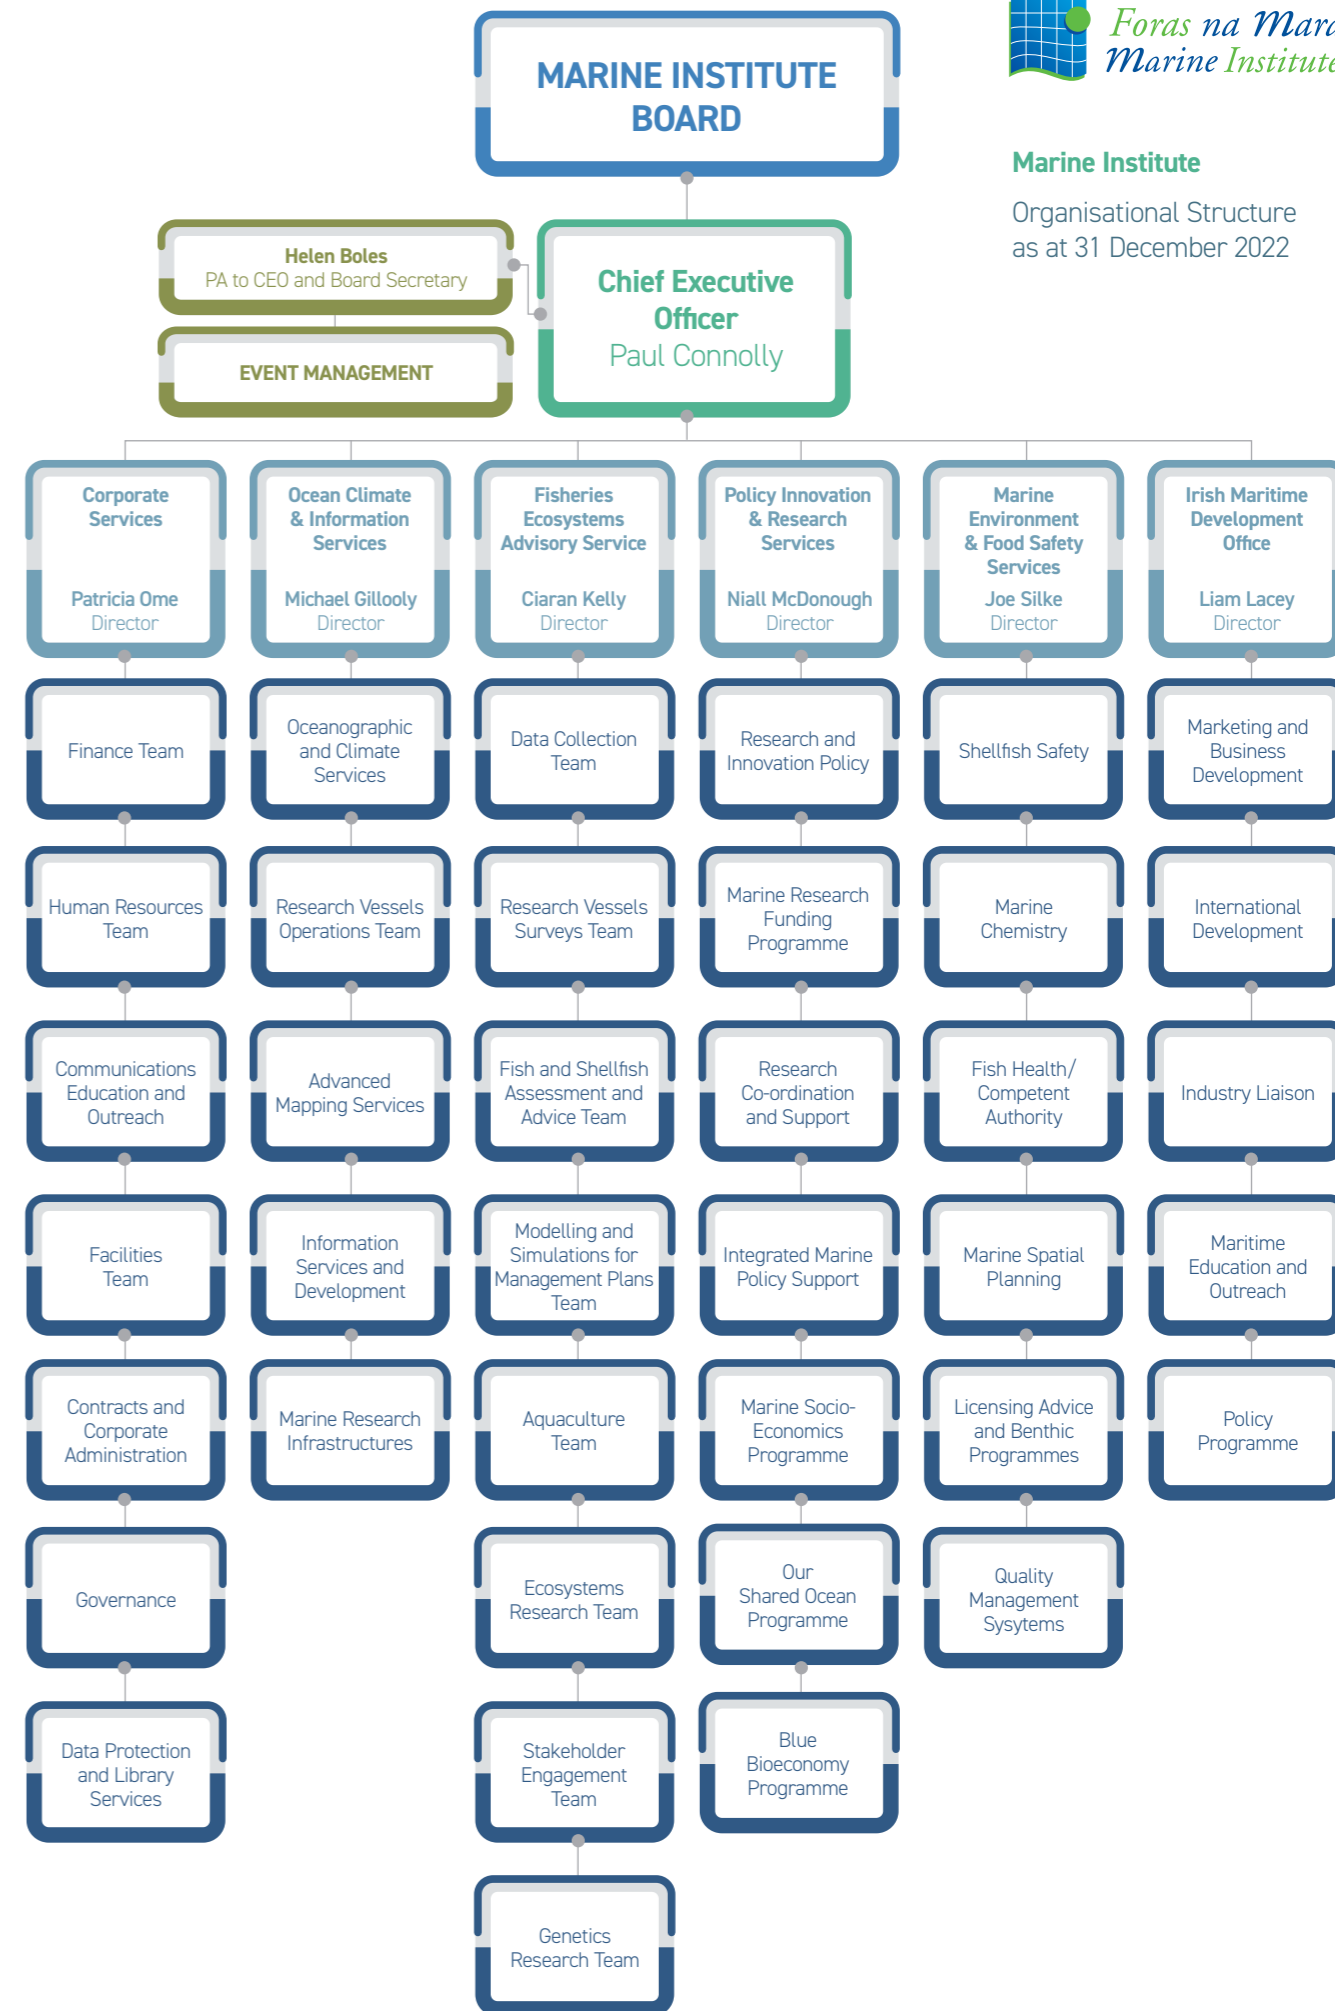 MARINE INSTITUTE
BOARD
Foras na Mara
Marine Institute
Marine Institute
Organisational Structure
as at 31 December 2022
Helen Boles
PA to CEO and Board Secretary
EVENT MANAGEMENT
Chief Executive
Officer
Paul Connolly
Corporate
Services
Patricia Orme
Director
Ocean Climate
& Information
Services
Michael Gillooly
Director
Fisheries
Ecosystems
Advisory Service
Ciaran Kelly
Director
Policy Innovation
& Research
Services
Niall McDonough
Director
Marine
Environment
& Food Safety
Services
Joe Silke
Director
Irish Maritime
Development
Office
Liam Lacey
Director
Finance Team
Human Resources
Team
Communications
Education and
Outreach
Facilities
Team
Contracts and
Corporate
Administration
Governance
Data Protection
and Library
Services
Oceanographic
and Climate
Services
Research Vessels
Operations Team
Advanced
Mapping Services
Information
Services and
Development
Marine Research
Infrastructures
Data Collection
Team
Research Vessels
Surveys Team
Fish and Shellfish
Assessment and
Advice Team
Modelling and
Simulations for
Management Plans
Team
Aquaculture
Team
Ecosystems
Research Team
Stakeholder
Engagement
Team
Genetics
Research Team
Research and
Innovation Policy
Marine Research
Funding
Programme
Research
Co-ordination
and Support
Integrated Marine
Policy Support
Marine Socio-
Economics
Programme
Our
Shared Ocean
Programme
Blue
Bioeconomy
Programme
Shellfish Safety
Marine
Chemistry
Fish Health/
Competent
Authority
Marine Spatial
Planning
Licensing Advice
and Benthic
Programmes
Quality
Management
Sysytems
Marketing and
Business
Development
International
Development
Industry Liaison
Maritime
Education and
Outreach
Policy
Programme